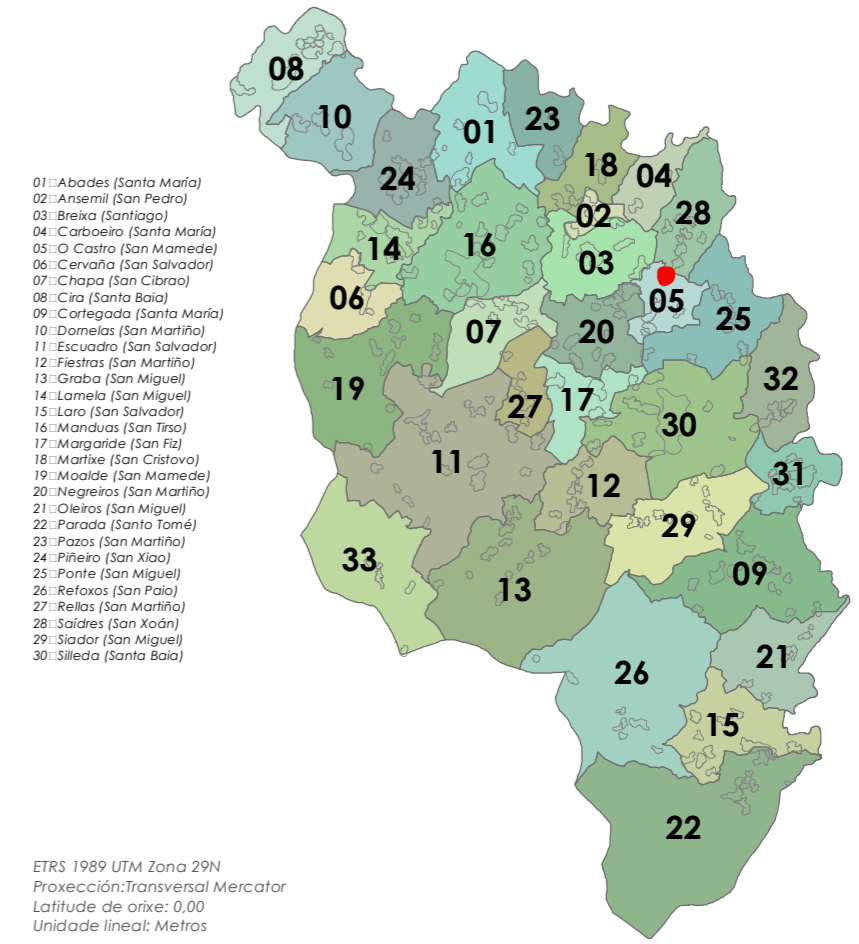 08
10
01
23
18
04
24
28
02
14
16
03
06
05
25
07
20
32
19
27
17
30
11
12
31
29
33
13
09
26
21
15
22
01□Abades (Santa María)
02□Ansemil (San Pedro)
03□Breixa (Santiago)
04□Carboeiro (Santa María)
05□O Castro (San Mamede)
06□Cervaña (San Salvador)
07□Chapa (San Cibrao)
08□Cira (Santa Baia)
09□Cortegada (Santa María)
10□Dornelas (San Martiño)
11□Escuadro (San Salvador)
12□Fiestras (San Martiño)
13□Graba (San Miguel)
14□Lamela (San Miguel)
15□Laro (San Salvador)
16□Manduas (San Tirso)
17□Margaride (San Fiz)
18□Martixe (San Cristovo)
19□Moalde (San Mamede)
20□Negreiros (San Martiño)
21□Oleiros (San Miguel)
22□Parada (Santo Tomé)
23□Pazos (San Martiño)
24□Piñeiro (San Xiao)
25□Ponte (San Miguel)
26□Refoxos (San Paio)
27□Rellas (San Martiño)
28□Saídres (San Xoán)
29□Siador (San Miguel)
30□Silleda (Santa Baia)
ETRS 1989 UTM Zona 29N
Proxección:Transversal Mercator
Latitude de orixe: 0,00
Unidade lineal: Metros